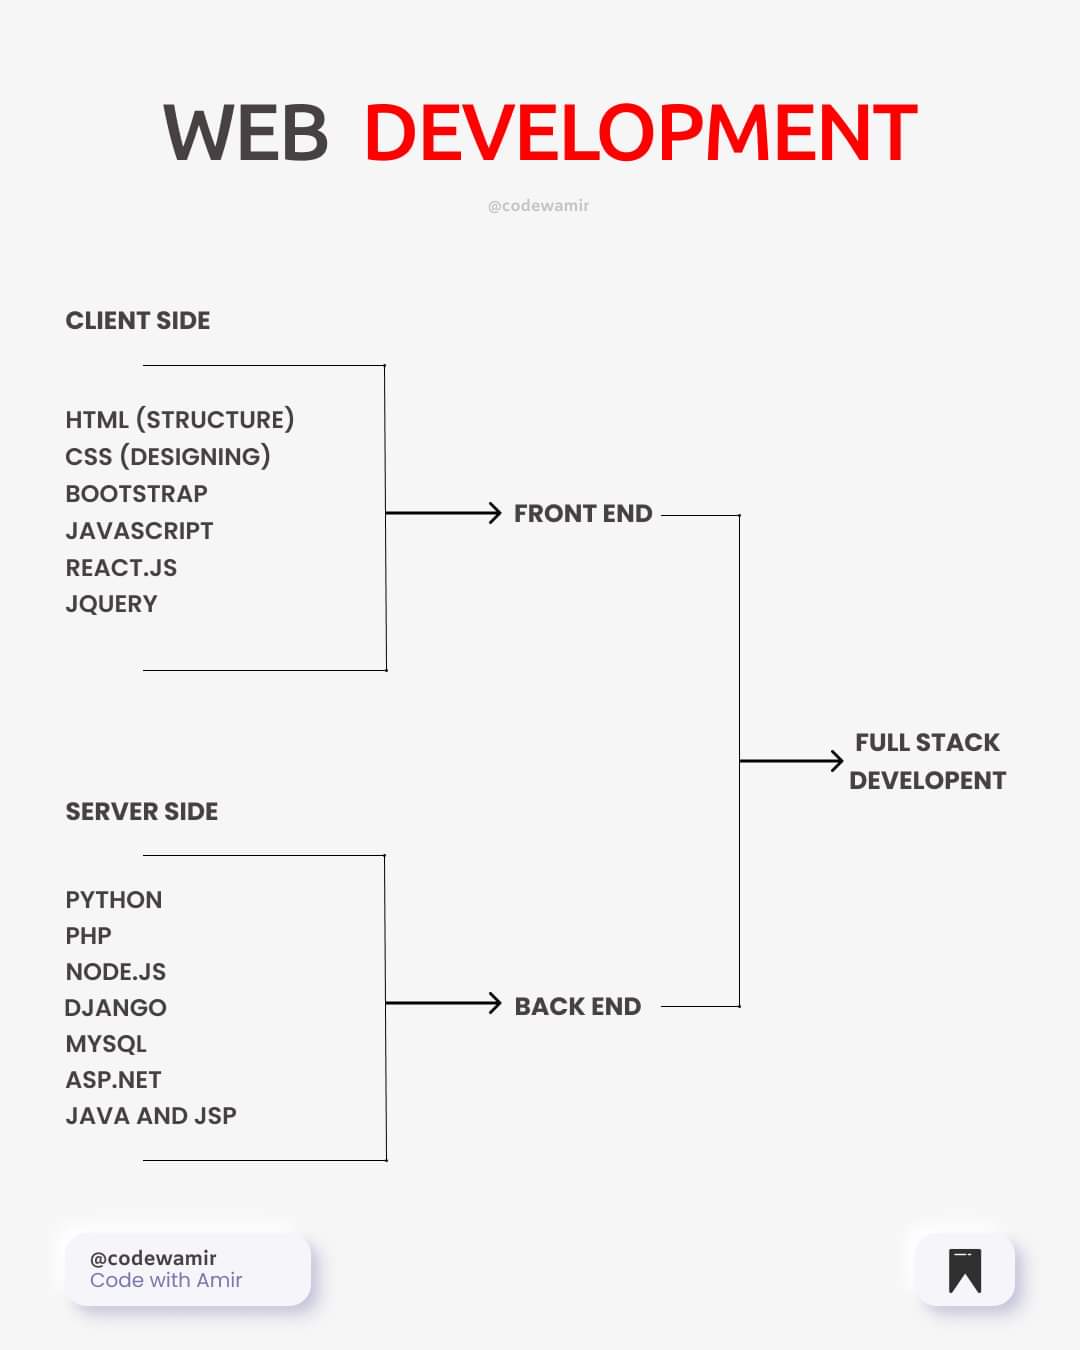 WEB DEVELOPMENT
@codewamir
CLIENT SIDE
HTML (STRUCTURE)
CSS (DESIGNING)
BOOTSTRAP
JAVASCRIPT
REACT.JS
JQUERY
FRONT END
FULL STACK
DEVELOPENT
SERVER SIDE
PYTHON
PHP
NODE.JS
DJANGO
MYSQL
ASP.NET
JAVA AND JSP
BACK END
@codewamir
Code with Amir